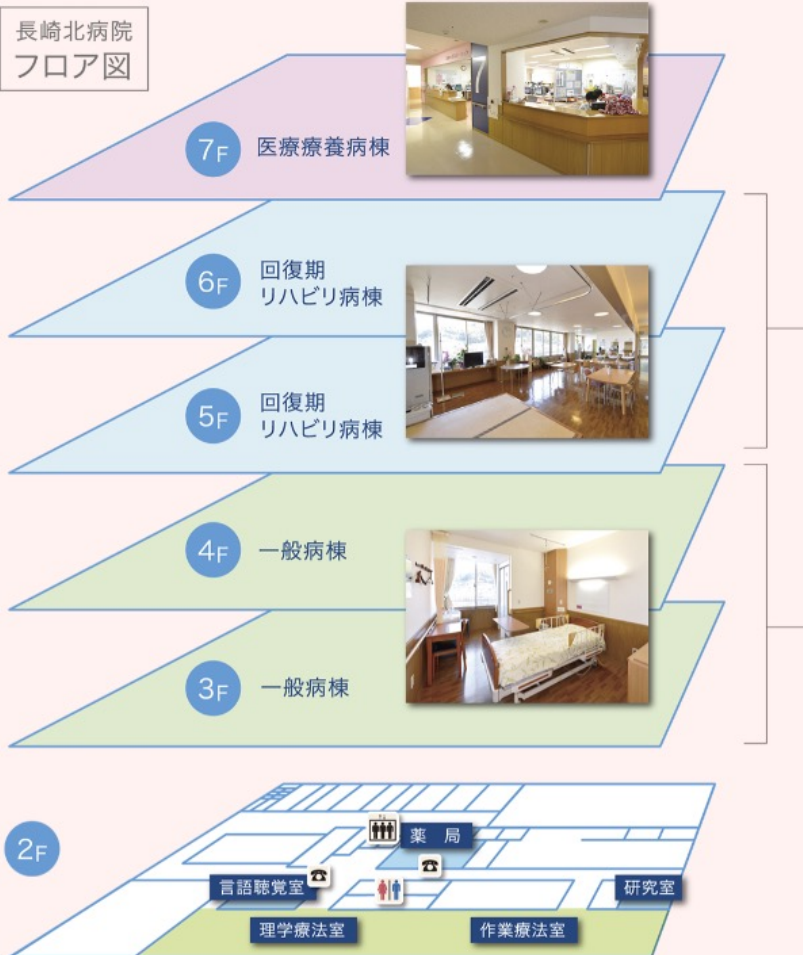 長崎北病院
フロア図
7F
医療療養病棟
7
6F
回復期
リハビリ病棟
5F
回復期
リハビリ病棟
4F
一般病棟
3F
一般病棟
2F
薬 局
言語聴覚室
研究室
理学療法室
作業療法室